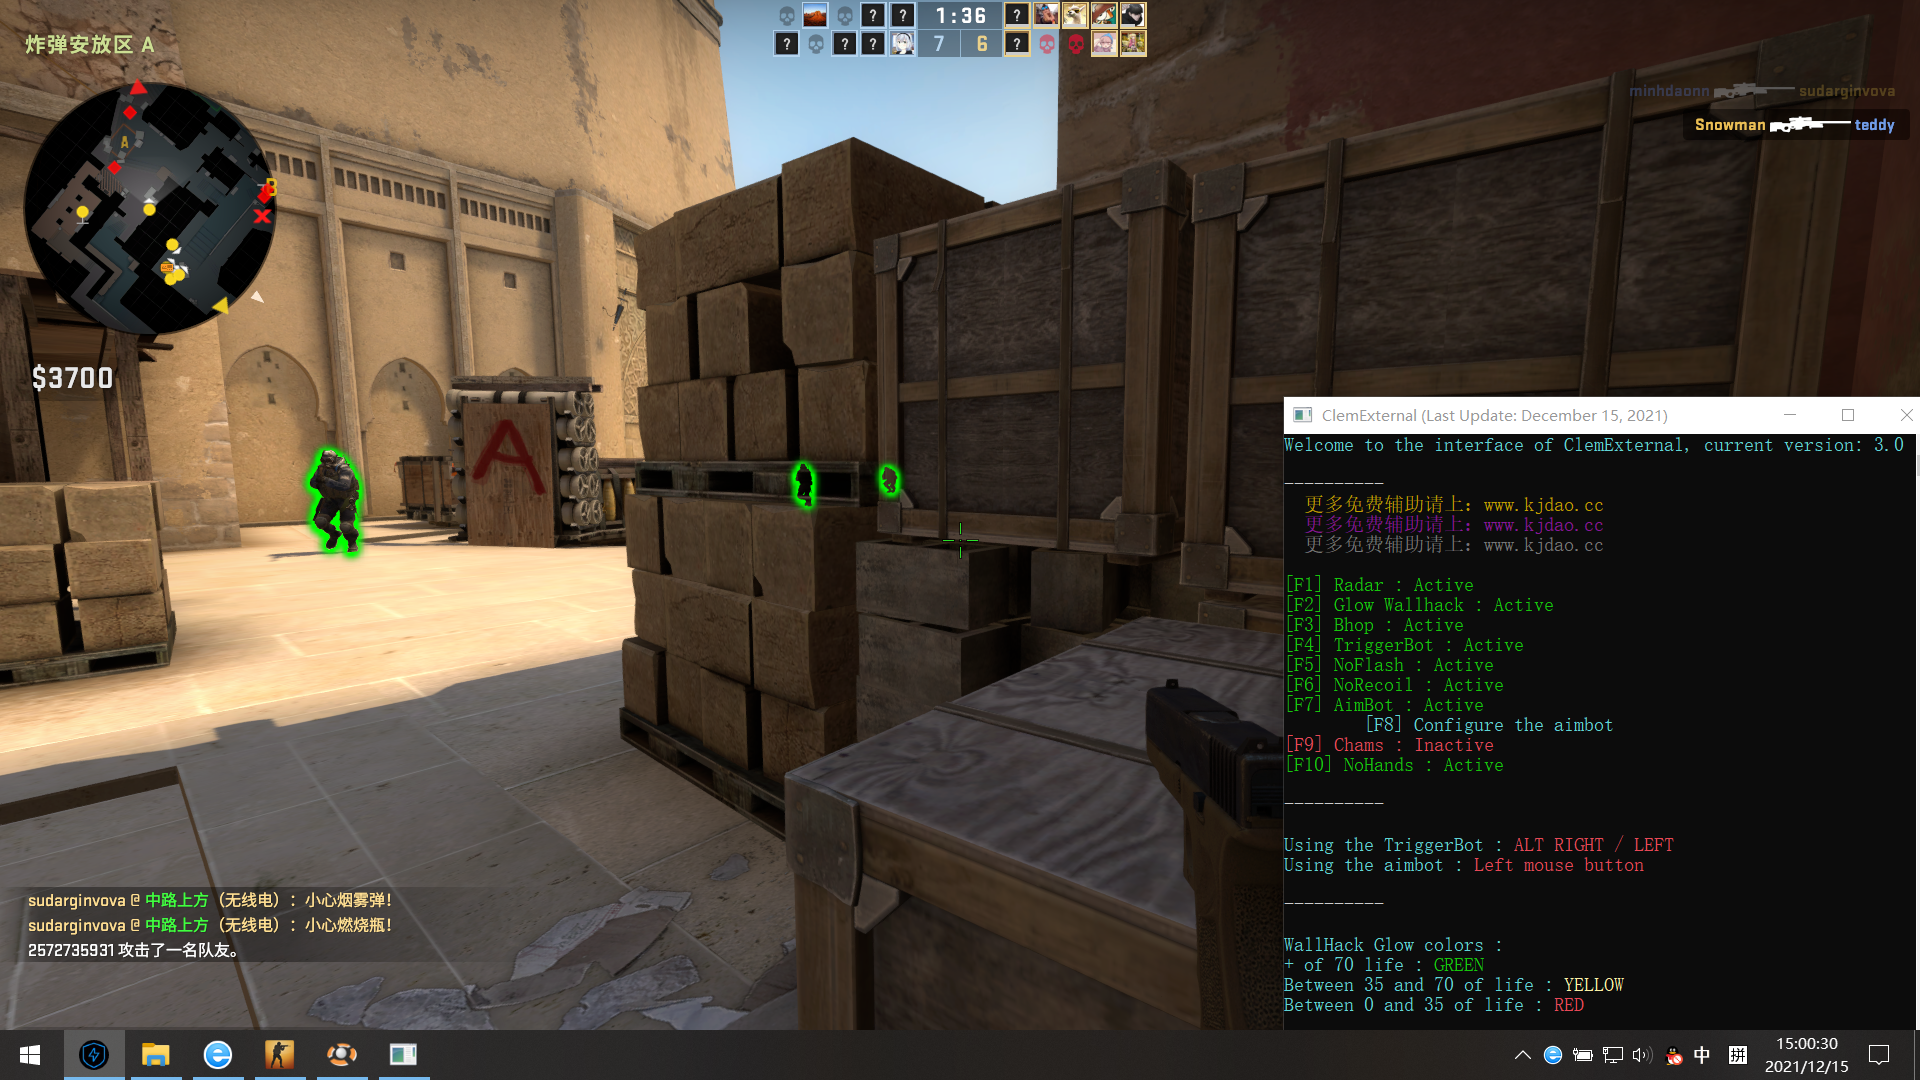 炸弹安放区 A
? ? ? 1:36 ?
? ? ? 7 6 ?
A
B
minhdaonn sudarginvova
Snowman teddy
$3700
A
ClemExternal (Last Update: December 15, 2021)
Welcome to the interface of ClemExternal, current version: 3.0
----------
更多免费辅助请上: www.kjdao.cc
更多免费辅助请上: www.kjdao.cc
更多免费辅助请上: www.kjdao.cc
[F1] Radar : Active
[F2] Glow Wallhack : Active
[F3] Bhop : Active
[F4] TriggerBot : Active
[F5] NoFlash : Active
[F6] NoRecoil : Active
[F7] AimBot : Active
[F8] Configure the aimbot
[F9] Chams : Inactive
[F10] NoHands : Active
----------
Using the TriggerBot : ALT RIGHT / LEFT
Using the aimbot : Left mouse button
----------
WallHack Glow colors :
+ of 70 life : GREEN
Between 35 and 70 of life : YELLOW
Between 0 and 35 of life : RED
sudarginvova @ 中路上方（无线电）：小心烟雾弹！
sudarginvova @ 中路上方（无线电）：小心燃烧瓶！
2572735931 攻击了一名队友。
中 拼 15:00:30
2021/12/15